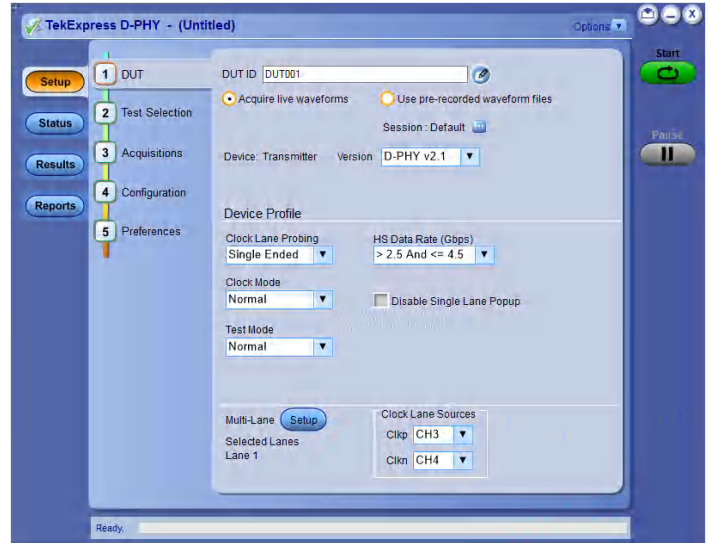 TekExpress D-PHY - (Untitled)
Options
Start
Pause
Setup
Status
Results
Reports
1 DUT
2 Test Selection
3 Acquisitions
4 Configuration
5 Preferences
DUT ID DUT001
Acquire live waveforms Use pre-recorded waveform files
Session : Default
Device: Transmitter Version D-PHY v2.1
Device Profile
Clock Lane Probing HS Data Rate (Gbps)
Single Ended > 2.5 And <= 4.5
Clock Mode
Normal Disable Single Lane Popup
Test Mode
Normal
Multi-Lane Setup Clock Lane Sources
Selected Lanes Clkp CH3
Lane 1 Clkn CH4
Ready.